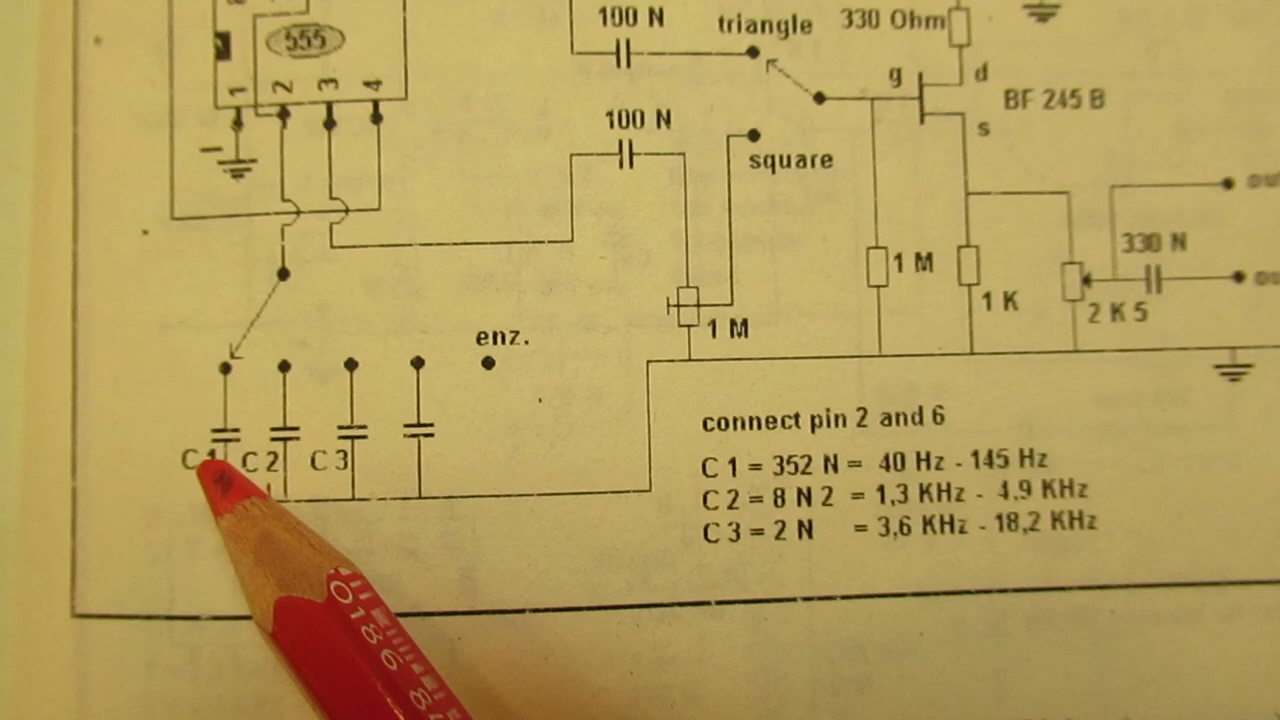 555
1 2 3 4
100 N
triangle
330 Ohm
g
d
BF 245 B
s
100 N
square
1 M
1 K
330 N
2 K 5
1 M
enz.
C 1 C 2 C 3
connect pin 2 and 6
C 1 = 352 N = 40 Hz - 145 Hz
C 2 = 8 N 2 = 1,3 KHz - 4,9 KHz
C 3 = 2 N = 3,6 KHz - 18,2 KHz